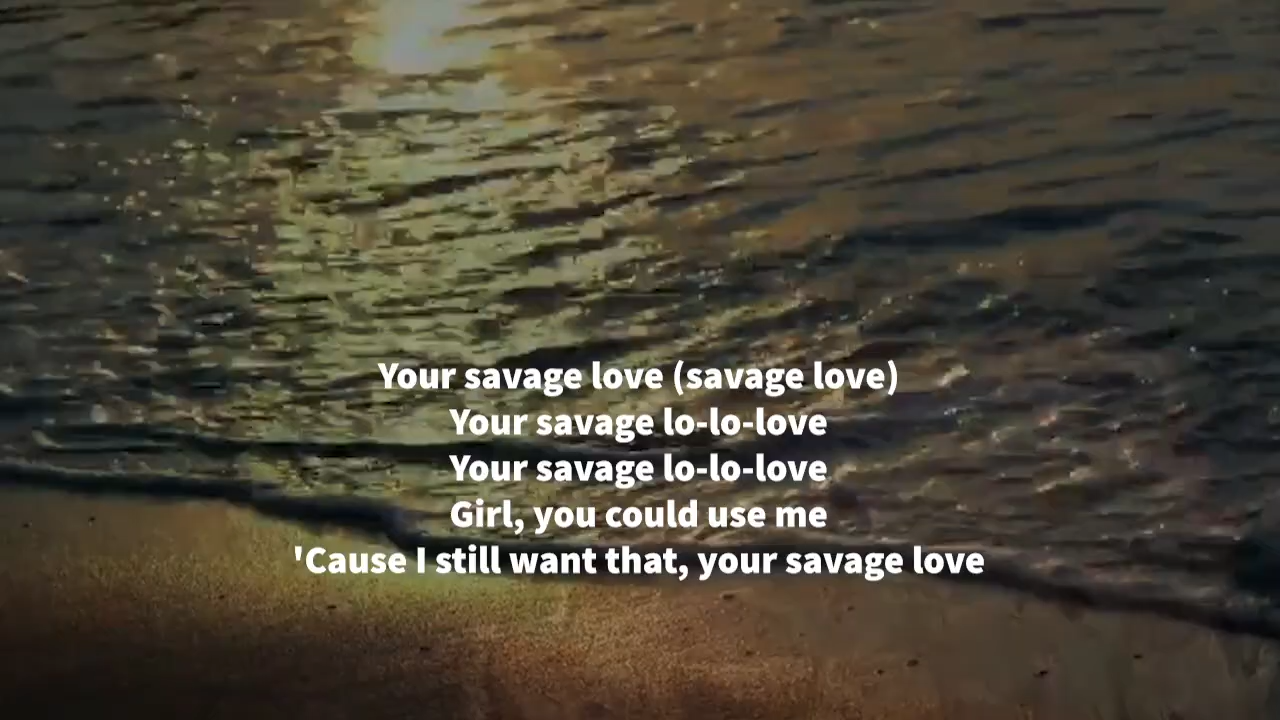 Your savage love (savage love)
Your savage lo-lo-love
Your savage lo-lo-love
Girl, you could use me
'Cause I still want that, your savage love